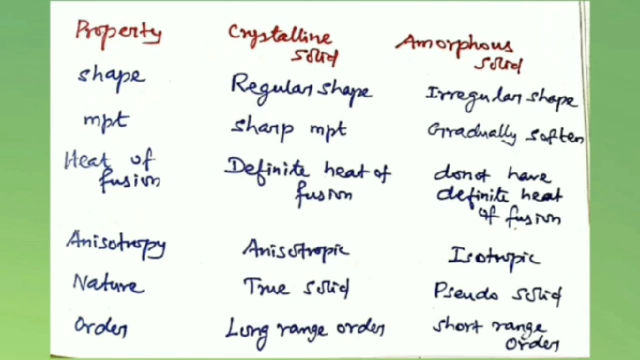 Property Crystalline solid Amorphous solid
shape Regular shape Irregular shape
mpt sharp mpt Gradually soften
Heat of fusion Definite heat of fusion donot have definite heat of fusion
Anisotropy Anisotropic Isotropic
Nature True solid Pseudo solid
Order Long range order short range order